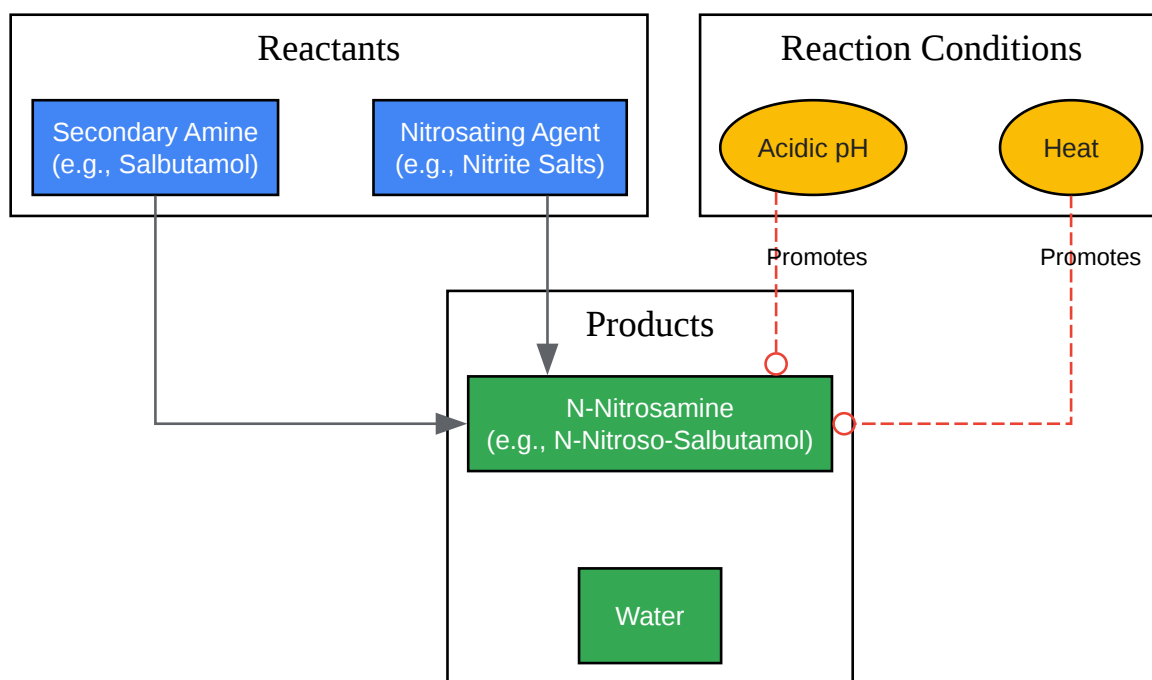 Reactants
Secondary Amine
(e.g., Salbutamol)
Nitrosating Agent
(e.g., Nitrite Salts)
Reaction Conditions
Acidic pH
Heat
Promotes
Promotes
Products
N-Nitrosamine
(e.g., N-Nitroso-Salbutamol)
Water